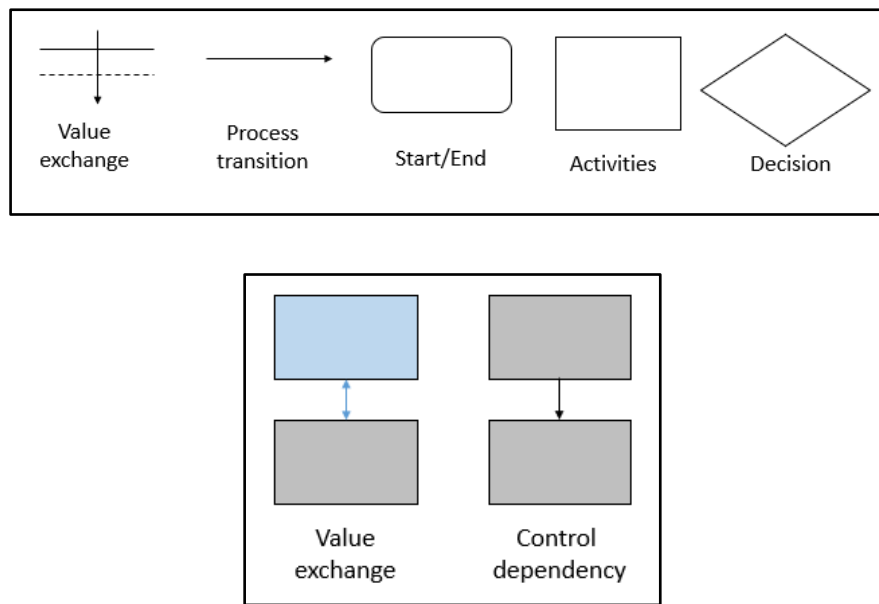 Value
exchange
Process
transition
Start/End
Activities
Decision
Value
exchange
Control
dependency